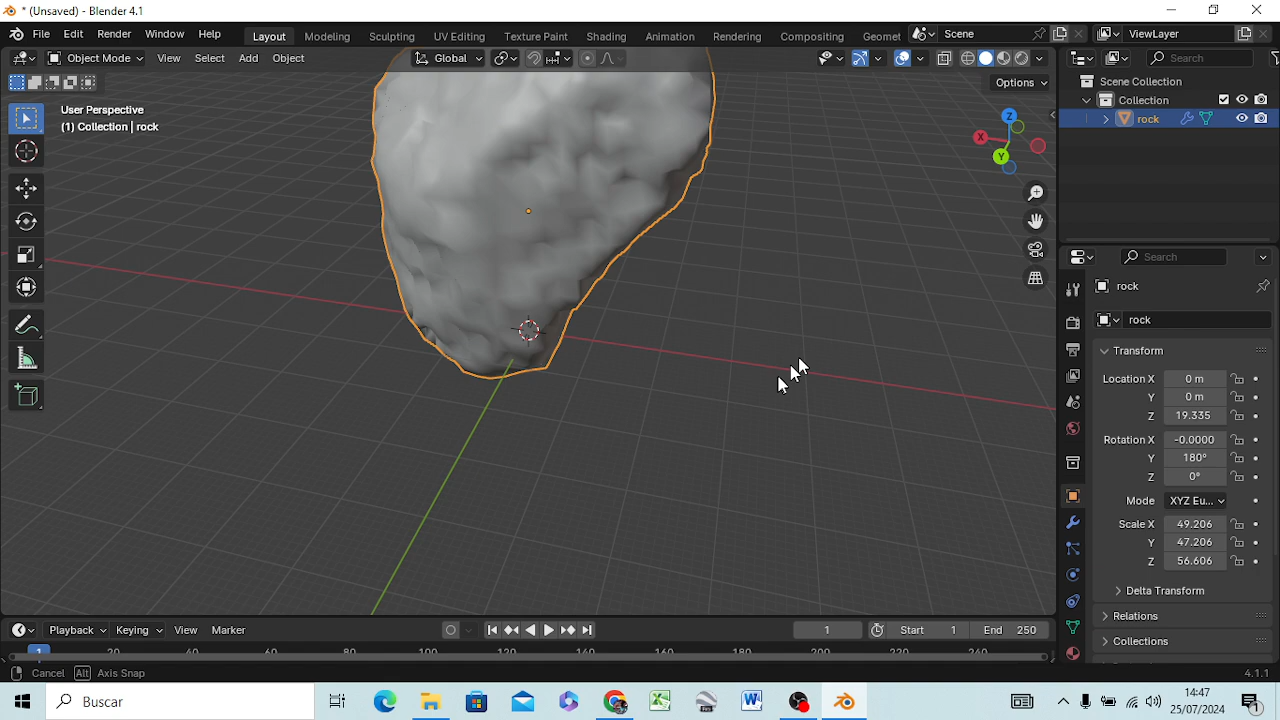 * (Unsaved) - Blender 4.1
File Edit Render Window Help Layout Modeling Sculpting UV Editing Texture Paint Shading Animation Rendering Compositing Geomet Scene ViewLayer
Object Mode View Select Add Object Global Search
Options
User Perspective
(1) Collection | rock
Scene Collection
Collection
rock
X
Y
Z
Search
rock
rock
Transform
Location X 0 m
Y 0 m
Z 19.335
Rotation X -0.0000
Y 180°
Z 0°
Mode XYZ Eu...
Scale X 49.206
Y 47.206
Z 56.606
Delta Transform
Relations
Collections
Playback Keying View Marker 1 Start 1 End 250
1 20 40 60 80 100 120 140 160 180 200 220 240
Cancel Alt Axis Snap 4.1.1
Buscar
14:47
25/07/2024
1